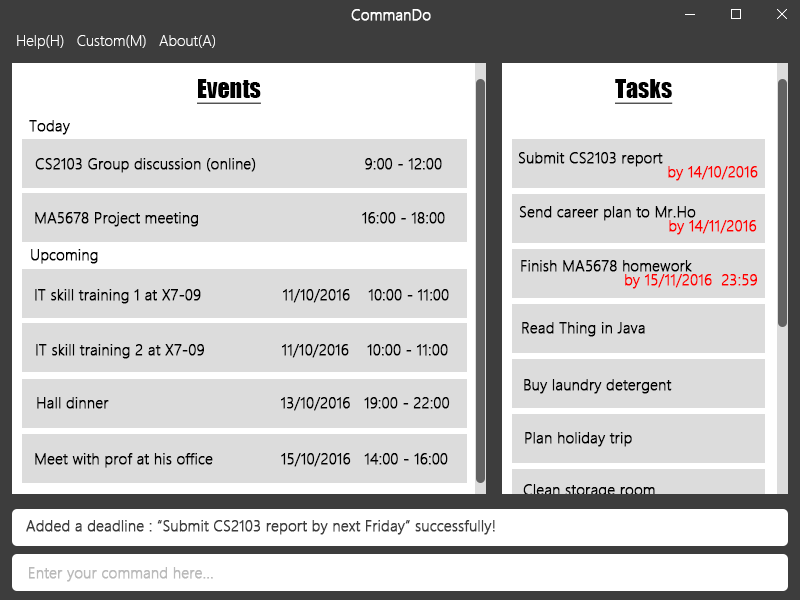 CommanDo
Help(H) Custom(M) About(A)
Events
Today
CS2103 Group discussion (online) 9:00 - 12:00
MA5678 Project meeting 16:00 - 18:00
Upcoming
IT skill training 1 at X7-09 11/10/2016 10:00 - 11:00
IT skill training 2 at X7-09 11/10/2016 10:00 - 11:00
Hall dinner 13/10/2016 19:00 - 22:00
Meet with prof at his office 15/10/2016 14:00 - 16:00
Tasks
Submit CS2103 report
by 14/10/2016
Send career plan to Mr.Ho
by 14/11/2016
Finish MA5678 homework
by 15/11/2016 23:59
Read Thing in Java
Buy laundry detergent
Plan holiday trip
Clean storage room
Added a deadline : “Submit CS2103 report by next Friday” successfully!
Enter your command here...